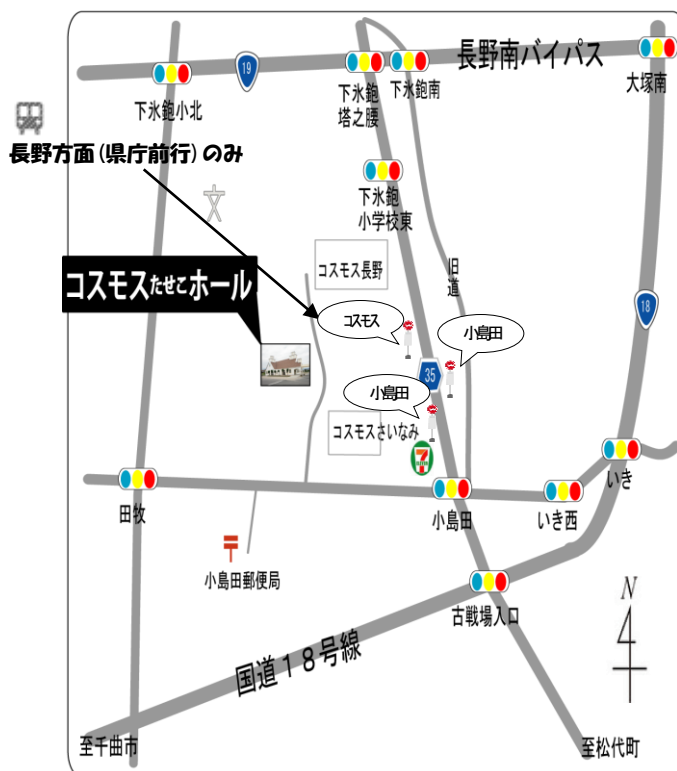 19
長野南バイパス
下氷鉋小北
下氷鉋
塔之腰
下氷鉋南
大塚南
長野方面(県庁前行)のみ
下氷鉋
小学校東
文
コスモス長野
旧道
コスモスたせこホール
コスモス
小島田
18
35
小島田
コスモスさいなみ
7
田牧
小島田
いき西
いき
小島田郵便局
古戦場入口
N
国道18号線
至千曲市
至松代町